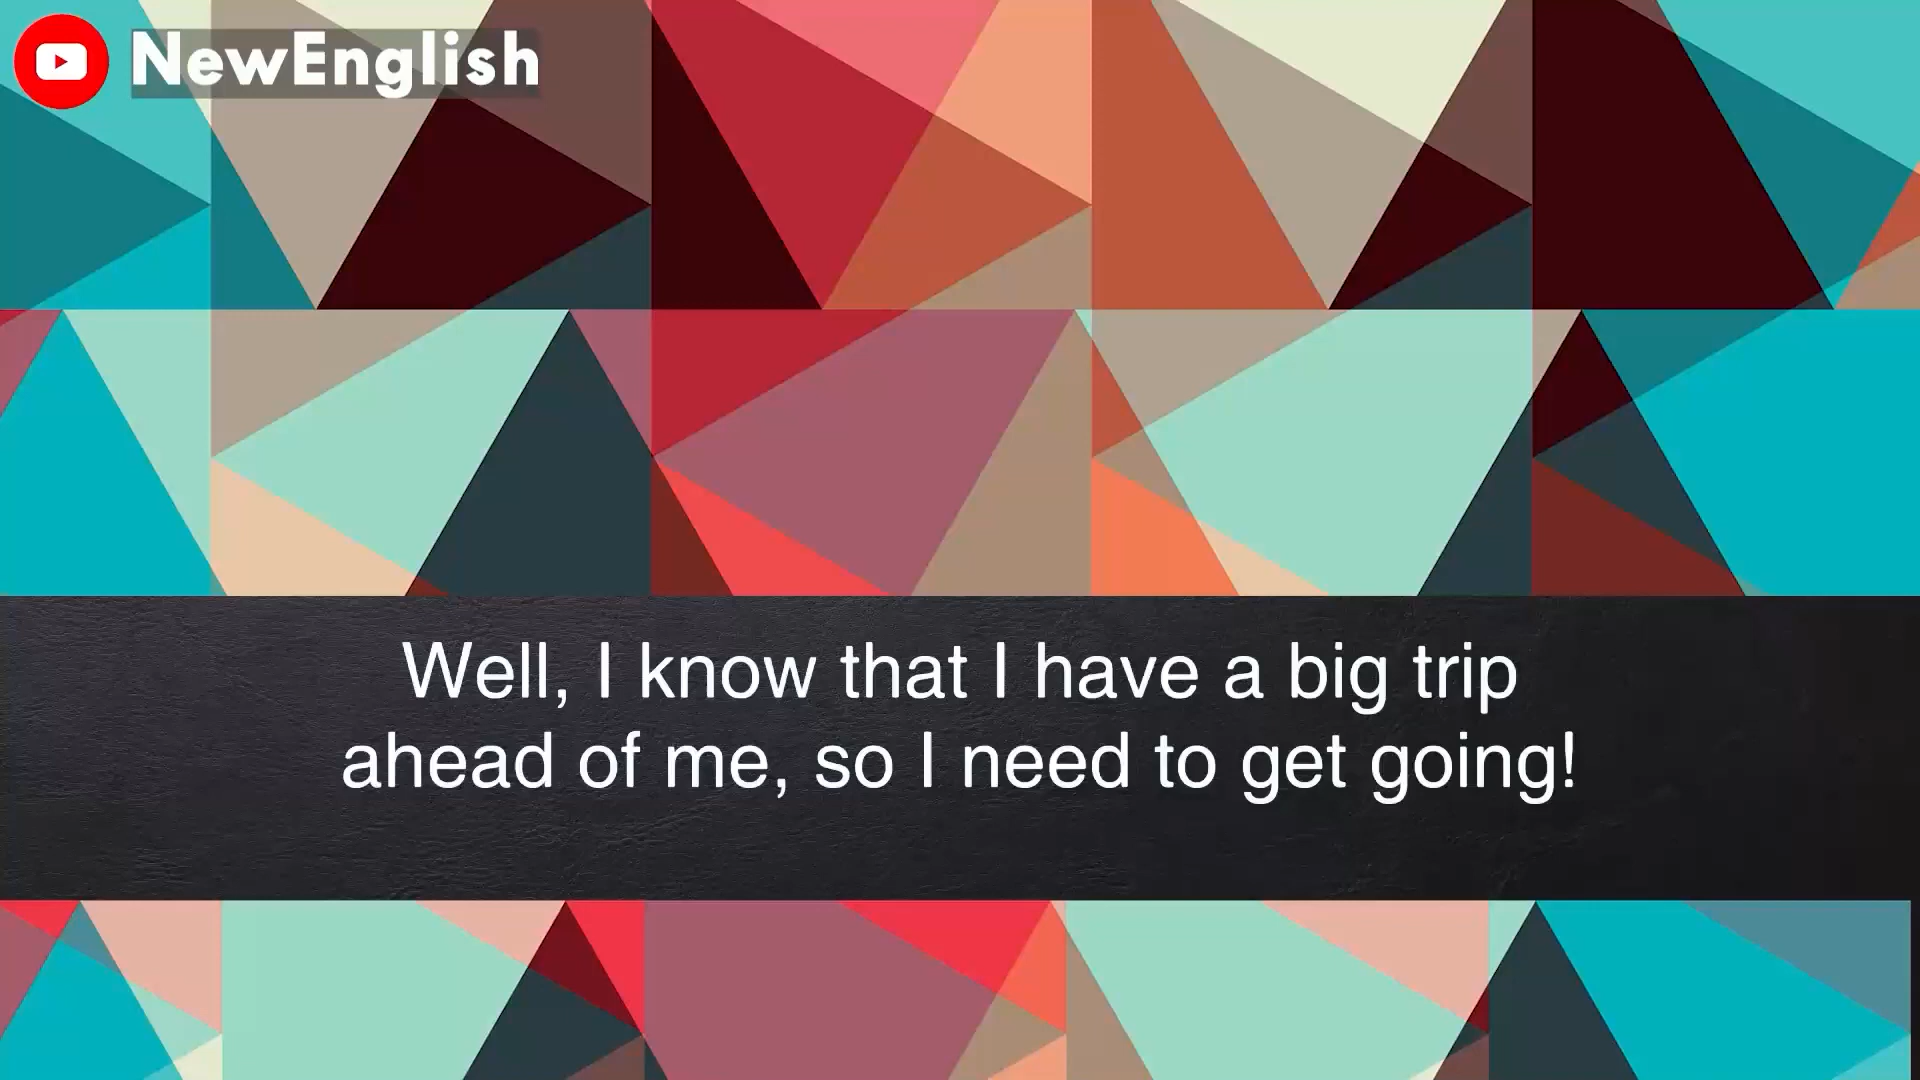 NewEnglish
Well, I know that I have a big trip
ahead of me, so I need to get going!